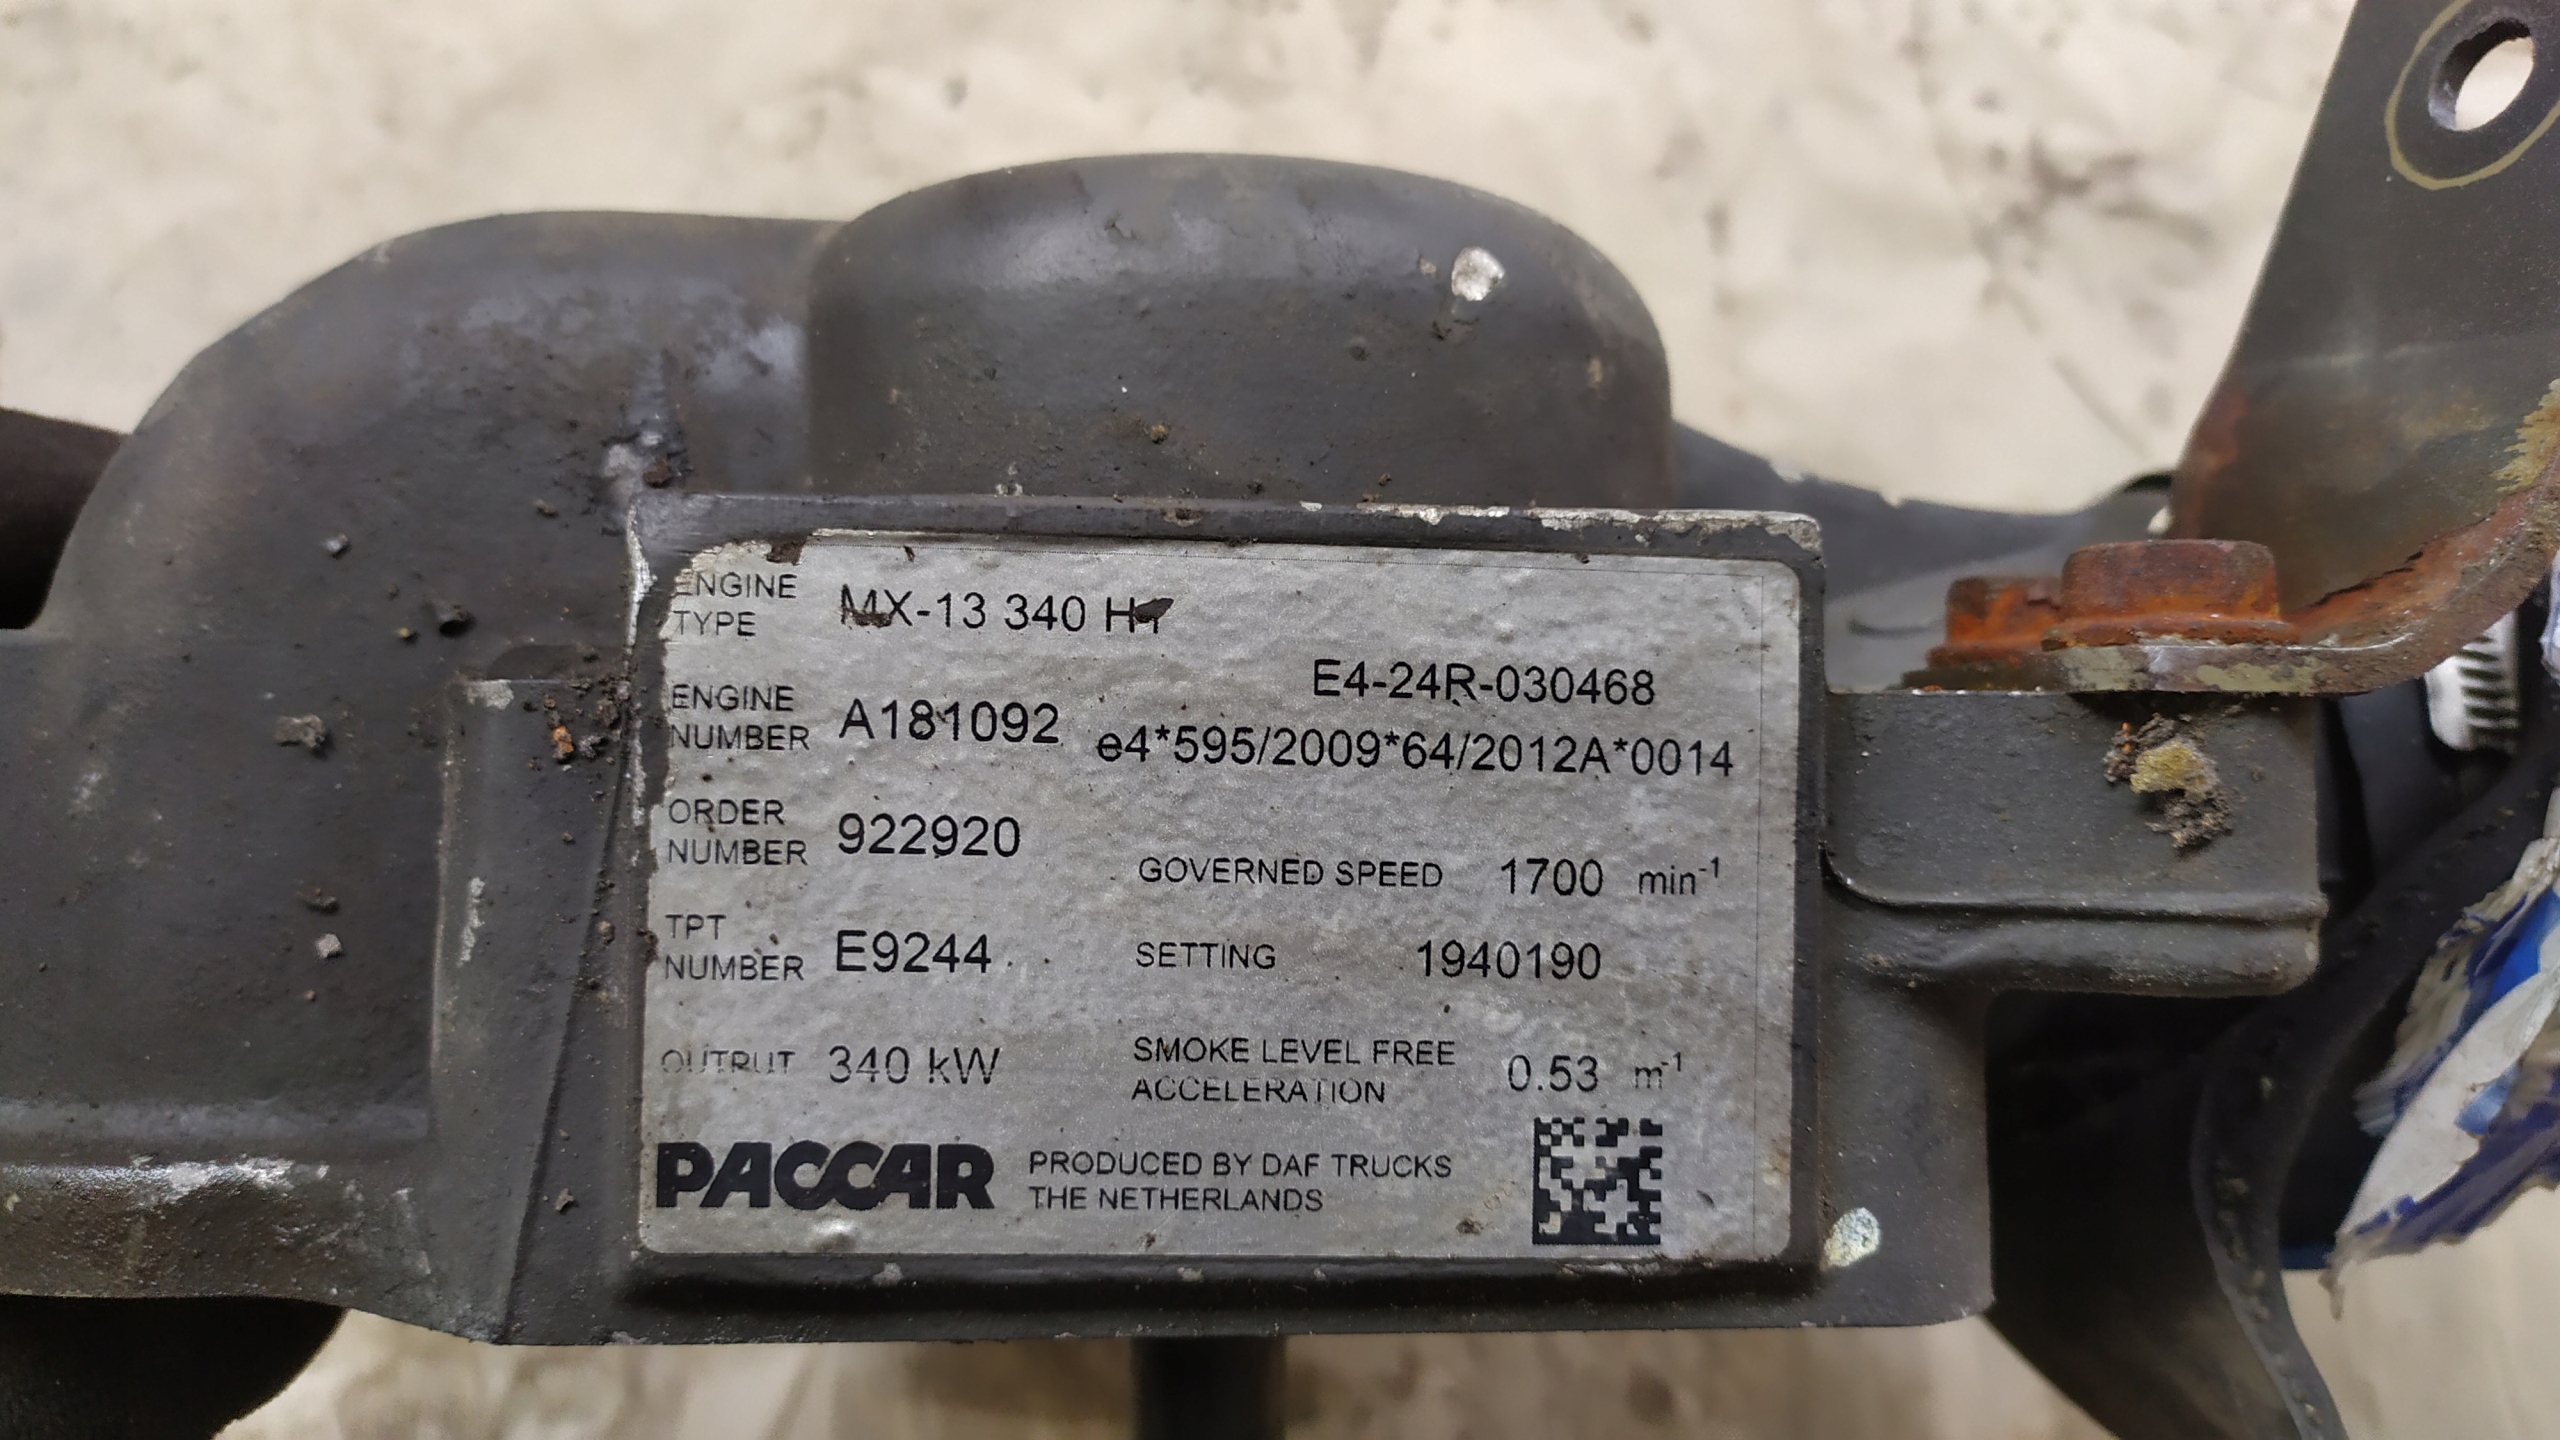 ENGINE TYPE MX-13 340 H1
E4-24R-030468
ENGINE NUMBER A181092 e4*595/2009*64/2012A*0014
ORDER NUMBER 922920
GOVERNED SPEED 1700 min-1
TPT NUMBER E9244
SETTING 1940190
OUTPUT 340 kW
SMOKE LEVEL FREE
ACCELERATION 0.53 m-1
PACCAR
PRODUCED BY DAF TRUCKS
THE NETHERLANDS